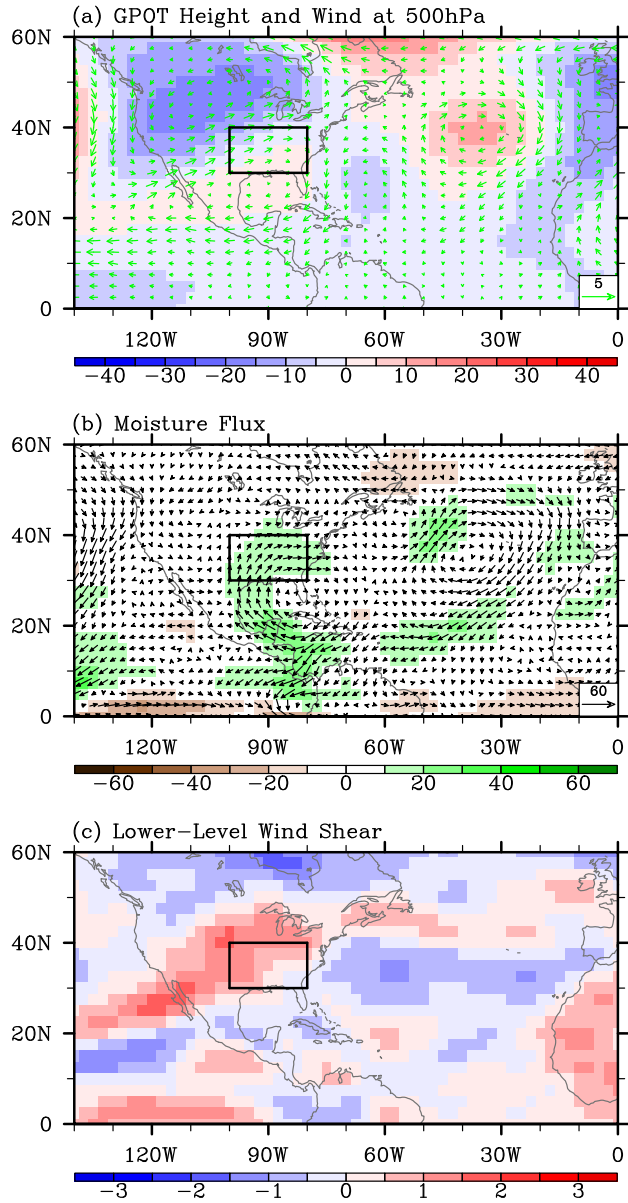 (a) GPOT Height and Wind at 500hPa
60N
40N
20N
0
5
120W 90W 60W 30W 0
−40 −30 −20 −10 0 10 20 30 40
(b) Moisture Flux
60N
40N
20N
0
60
120W 90W 60W 30W 0
−60 −40 −20 0 20 40 60
(c) Lower−Level Wind Shear
60N
40N
20N
0
120W 90W 60W 30W 0
−3 −2 −1 0 1 2 3